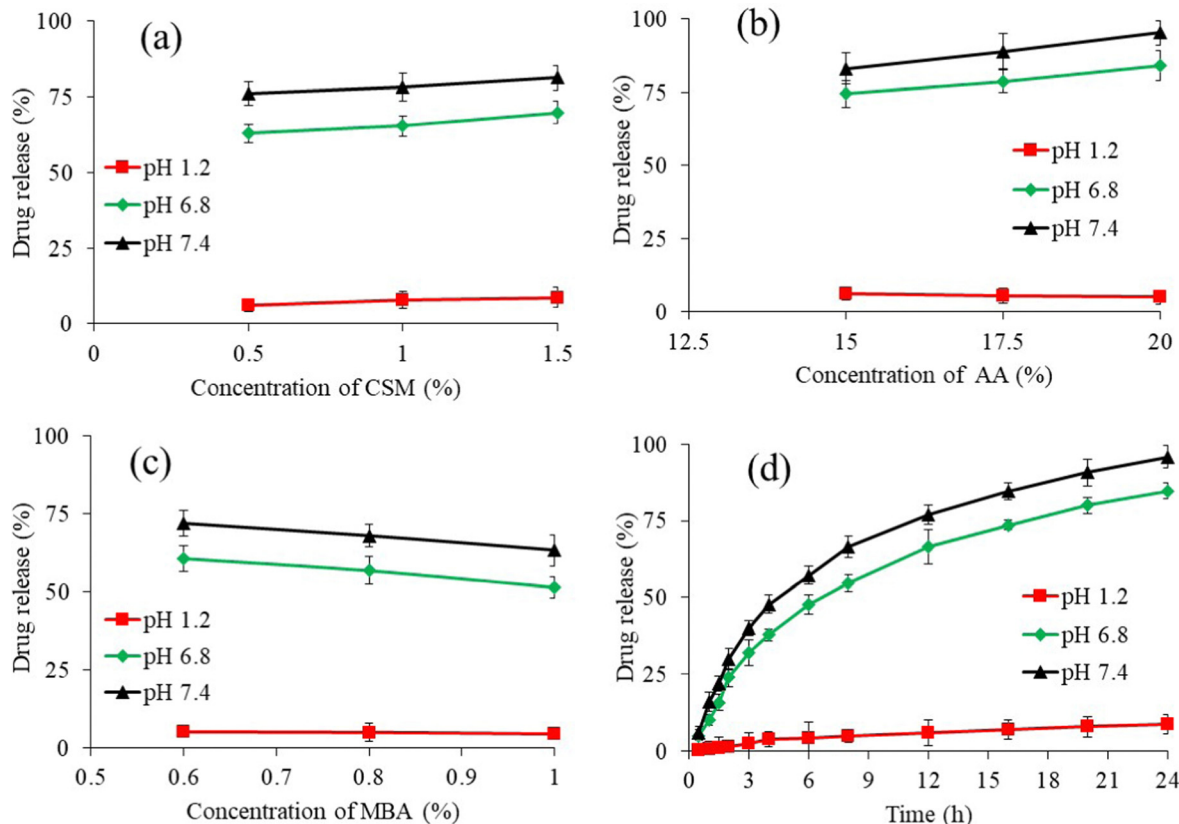 (a)
100
75
50
25
0
Drug release (%)
pH 1.2
pH 6.8
pH 7.4
0
0.5
1
1.5
Concentration of CSM (%)
(b)
100
75
50
25
0
Drug release (%)
pH 1.2
pH 6.8
pH 7.4
12.5
15
17.5
20
Concentration of AA (%)
(c)
100
75
50
25
0
Drug release (%)
pH 1.2
pH 6.8
pH 7.4
0.5
0.6
0.7
0.8
0.9
1
Concentration of MBA (%)
(d)
100
75
50
25
0
Drug release (%)
pH 1.2
pH 6.8
pH 7.4
0
3
6
9
12
15
18
21
24
Time (h)